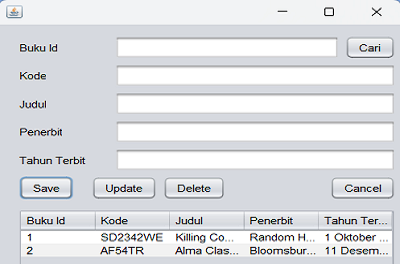 Buku Id Cari
Kode
Judul
Penerbit
Tahun Terbit
Save Update Delete Cancel
Buku Id Kode Judul Penerbit Tahun Ter...
1 SD2342WE Killing Co... Random H... 1 Oktober ...
2 AF54TR Alma Clas... Bloomsbur... 11 Desem...